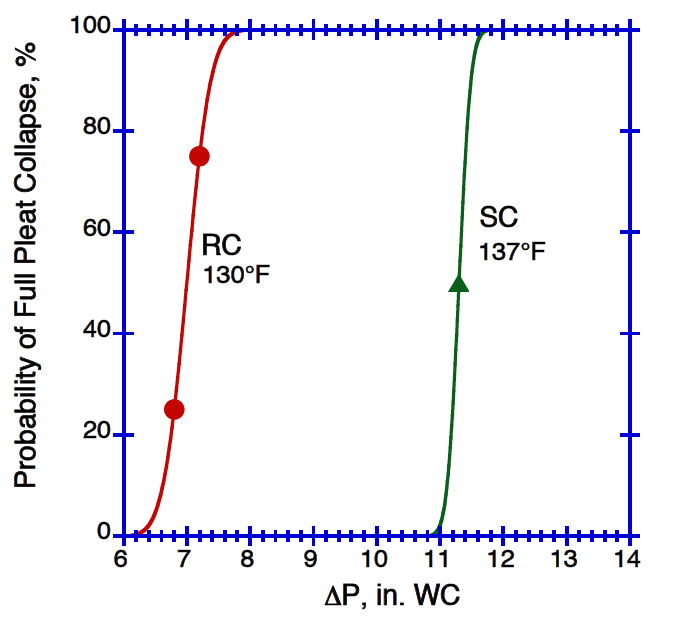 Probability of Full Pleat Collapse, %
100
80
60
40
20
0
RC
130°F
SC
137°F
6 7 8 9 10 11 12 13 14
ΔP, in. WC